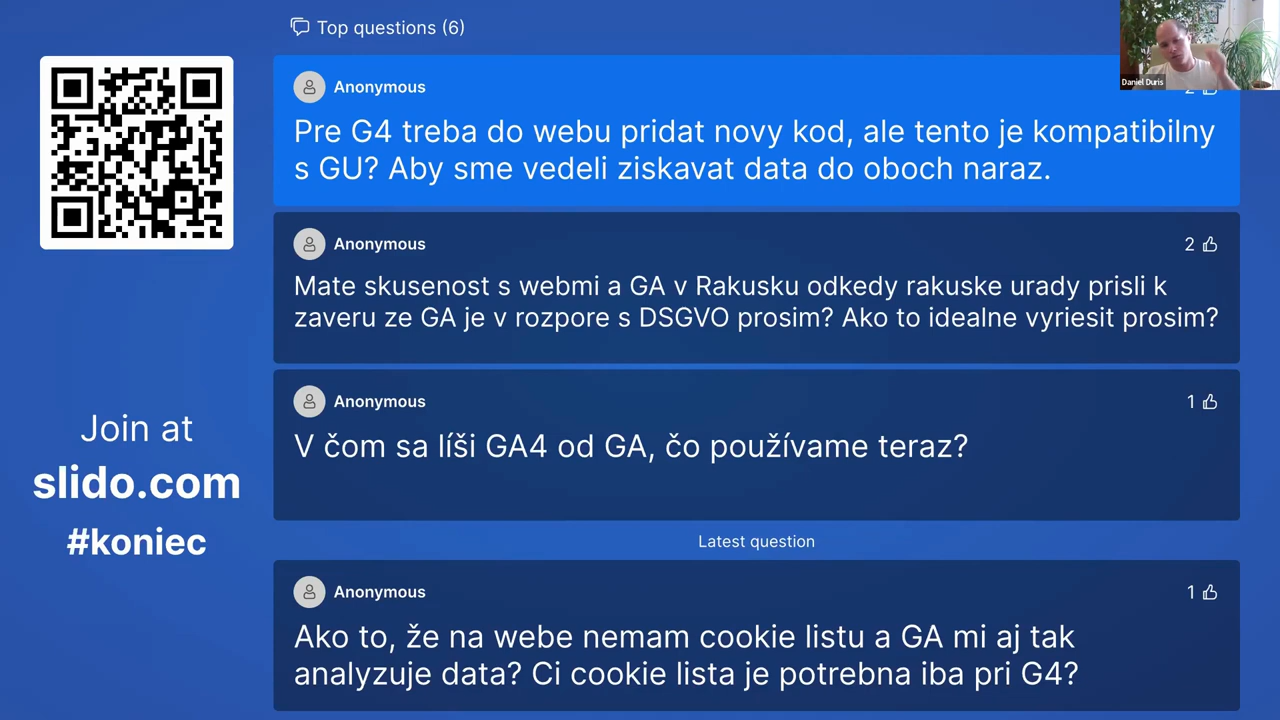 Top questions (6)
Anonymous
2
Pre G4 treba do webu pridat novy kod, ale tento je kompatibilny
s GU? Aby sme vedeli ziskavat data do oboch naraz.
Daniel Duris
Anonymous
2
Mate skusenost s webmi a GA v Rakusku odkedy rakuske urady prisli k
zaveru ze GA je v rozpore s DSGVO prosim? Ako to idealne vyriesit prosim?
Anonymous
1
V čom sa líši GA4 od GA, čo používame teraz?
Join at
slido.com
#koniec
Latest question
Anonymous
1
Ako to, že na webe nemam cookie listu a GA mi aj tak
analyzuje data? Ci cookie lista je potrebna iba pri G4?